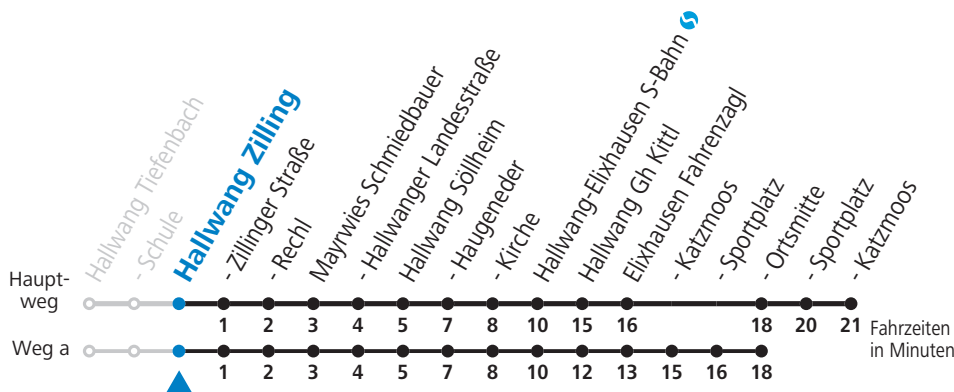 Hallwang Tiefenbach
- Schule
Hallwang Zilling
- Zillinger Straße
- Rechl
Mayrwies Schmiedbauer
- Hallwanger Landesstraße
Hallwang Söllheim
- Haugeneder
- Kirche
Hallwang-Elixhausen S-Bahn
Hallwang Gh Kittl
Elixhausen Fahrenzagl
- Katzmoos
- Sportplatz
- Ortsmitte
- Sportplatz
- Katzmoos
Haupt-
weg
1 2 3 4 5 7 8 10 15 16 18 20 21
Fahrzeiten
in Minuten
Weg a
1 2 3 4 5 7 8 10 12 13 15 16 18